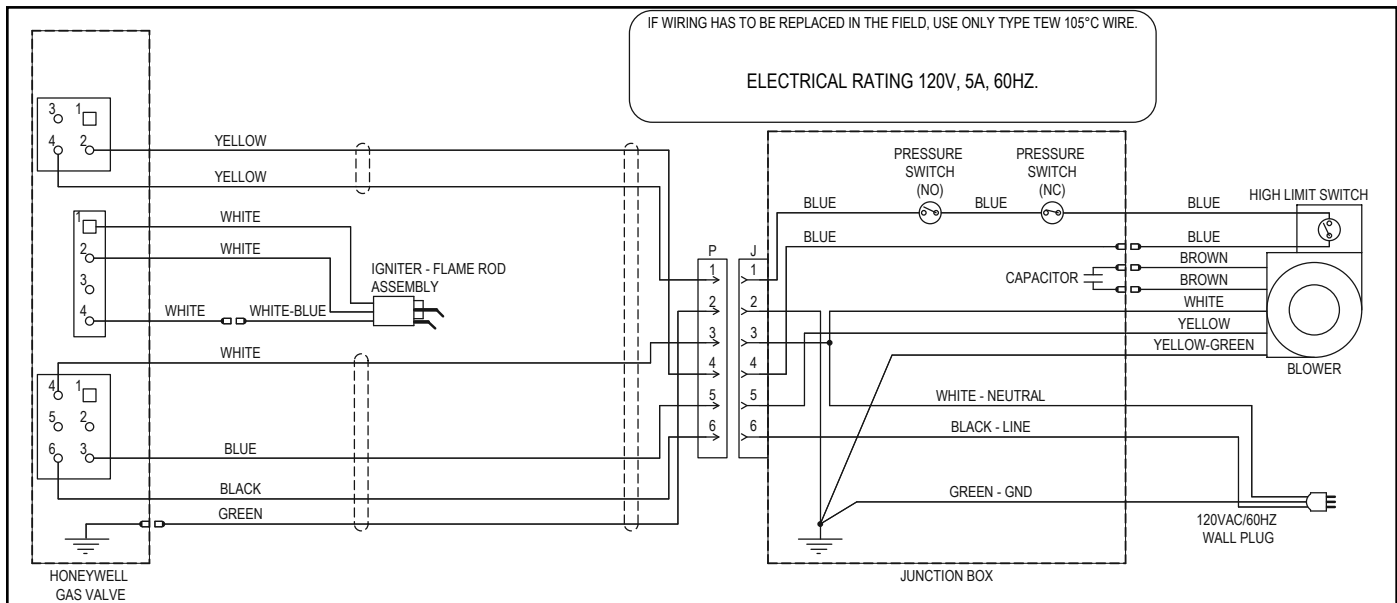 IF WIRING HAS TO BE REPLACED IN THE FIELD, USE ONLY TYPE TEW 105°C WIRE.
ELECTRICAL RATING 120V, 5A, 60HZ.
3 1
4 2
YELLOW
YELLOW
1
2
3
4
WHITE
WHITE
WHITE WHITE-BLUE
IGNITER - FLAME ROD
ASSEMBLY
WHITE
4 1
5 2
6 3
BLUE
BLACK
GREEN
HONEYWELL
GAS VALVE
P J
1 1
2 2
3 3
4 4
5 5
6 6
PRESSURE
SWITCH
(NO)
PRESSURE
SWITCH
(NC)
BLUE BLUE BLUE
HIGH LIMIT SWITCH
BLUE BLUE
CAPACITOR
BROWN
BROWN
WHITE
YELLOW
YELLOW-GREEN
BLOWER
WHITE - NEUTRAL
BLACK - LINE
GREEN - GND
120VAC/60HZ
WALL PLUG
JUNCTION BOX